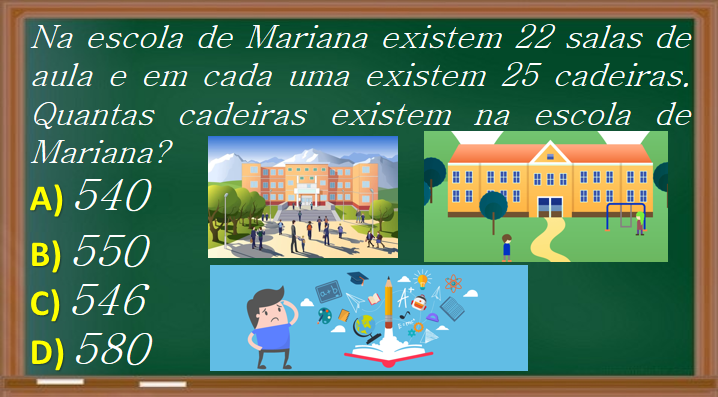 Na escola de Mariana existem 22 salas de
aula e em cada uma existem 25 cadeiras.
Quantas cadeiras existem na escola de
Mariana?
A) 540
B) 550
C) 546
D) 580
a+b
A+